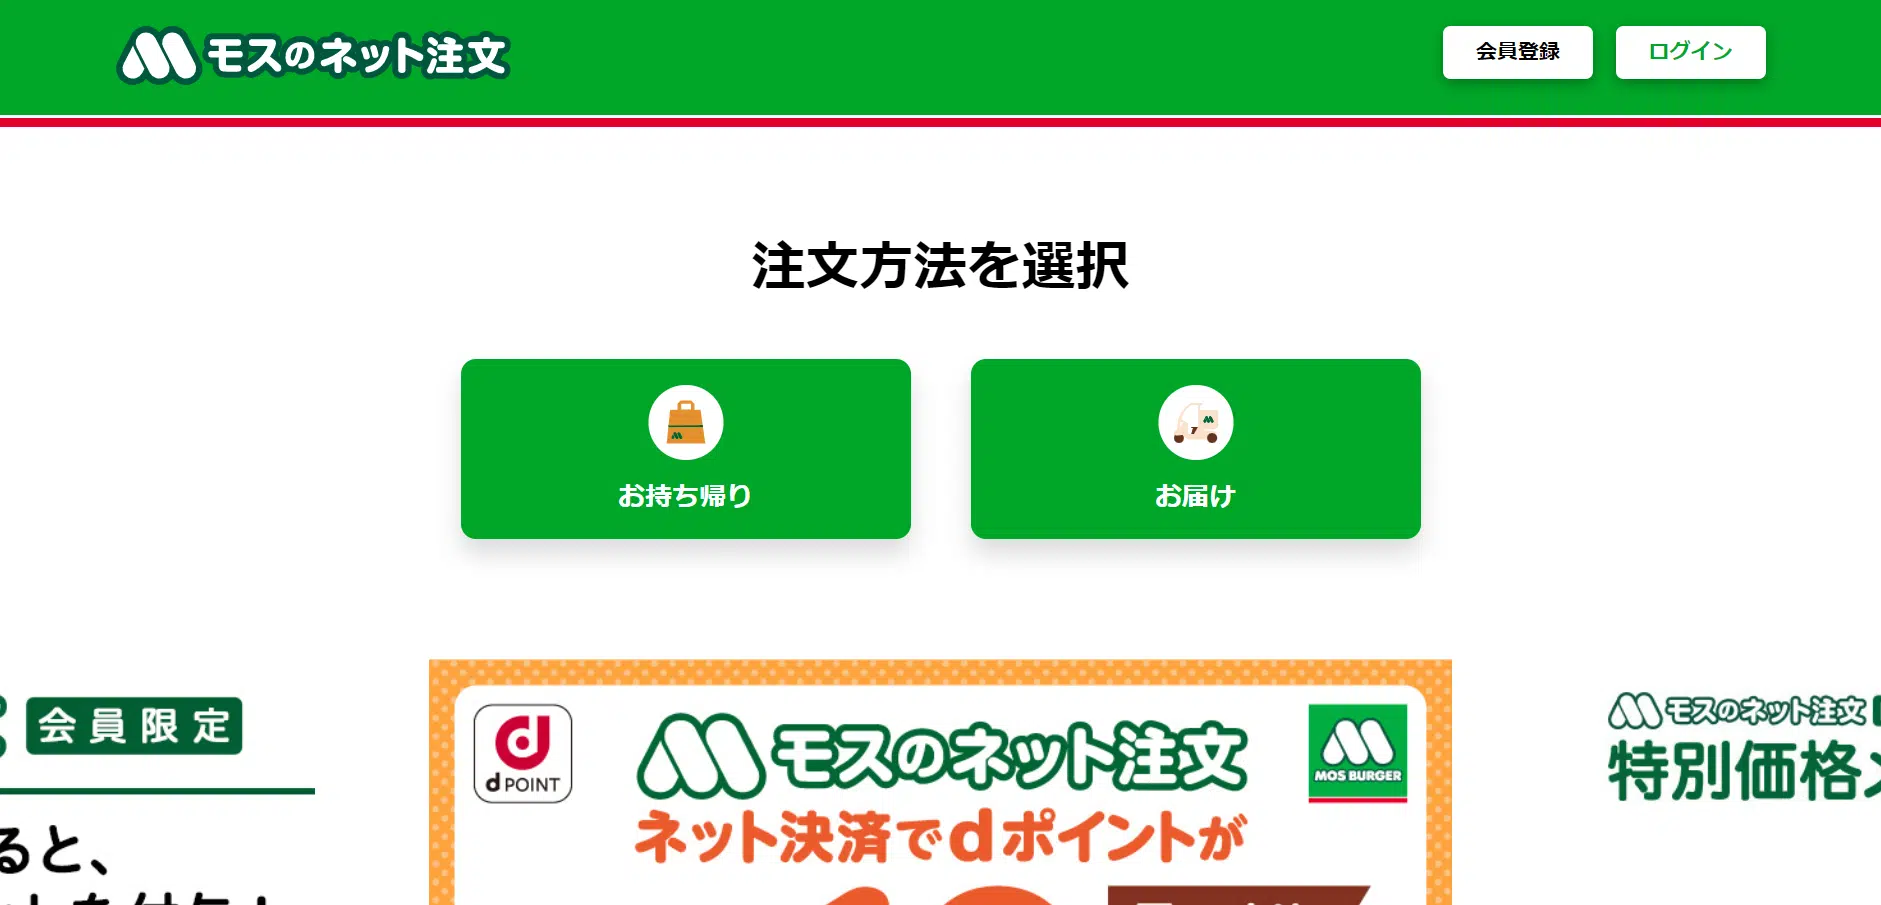 モスのネット注文
会員登録
ログイン
注文方法を選択
お持ち帰り
お届け
会員限定
ると、
d POINT
モスのネット注文
ネット決済でdポイントが
MOS BURGER
モスのネット注文
特別価格